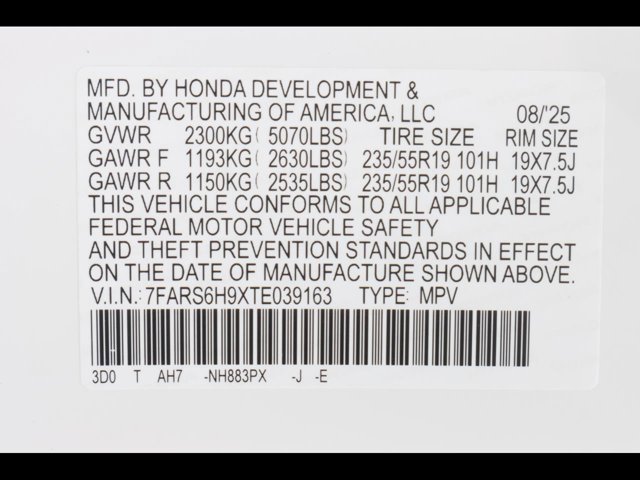 MFD. BY HONDA DEVELOPMENT &
MANUFACTURING OF AMERICA, LLC 08/'25
GVWR 2300KG( 5070LBS) TIRE SIZE RIM SIZE
GAWR F 1193KG( 2630LBS) 235/55R19 101H 19X7.5J
GAWR R 1150KG( 2535LBS) 235/55R19 101H 19X7.5J
THIS VEHICLE CONFORMS TO ALL APPLICABLE
FEDERAL MOTOR VEHICLE SAFETY
AND THEFT PREVENTION STANDARDS IN EFFECT
ON THE DATE OF MANUFACTURE SHOWN ABOVE.
V.I.N.: 7FARS6H9XTE039163 TYPE: MPV
3D0 T AH7 -NH883PX -J -E